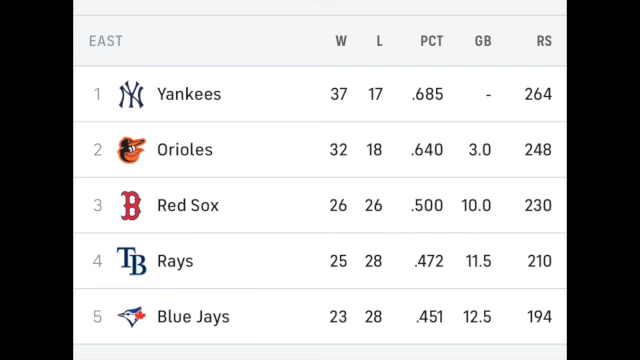 EAST W L PCT GB RS
1 Yankees 37 17 .685 - 264
2 Orioles 32 18 .640 3.0 248
3 Red Sox 26 26 .500 10.0 230
4 Rays 25 28 .472 11.5 210
5 Blue Jays 23 28 .451 12.5 194